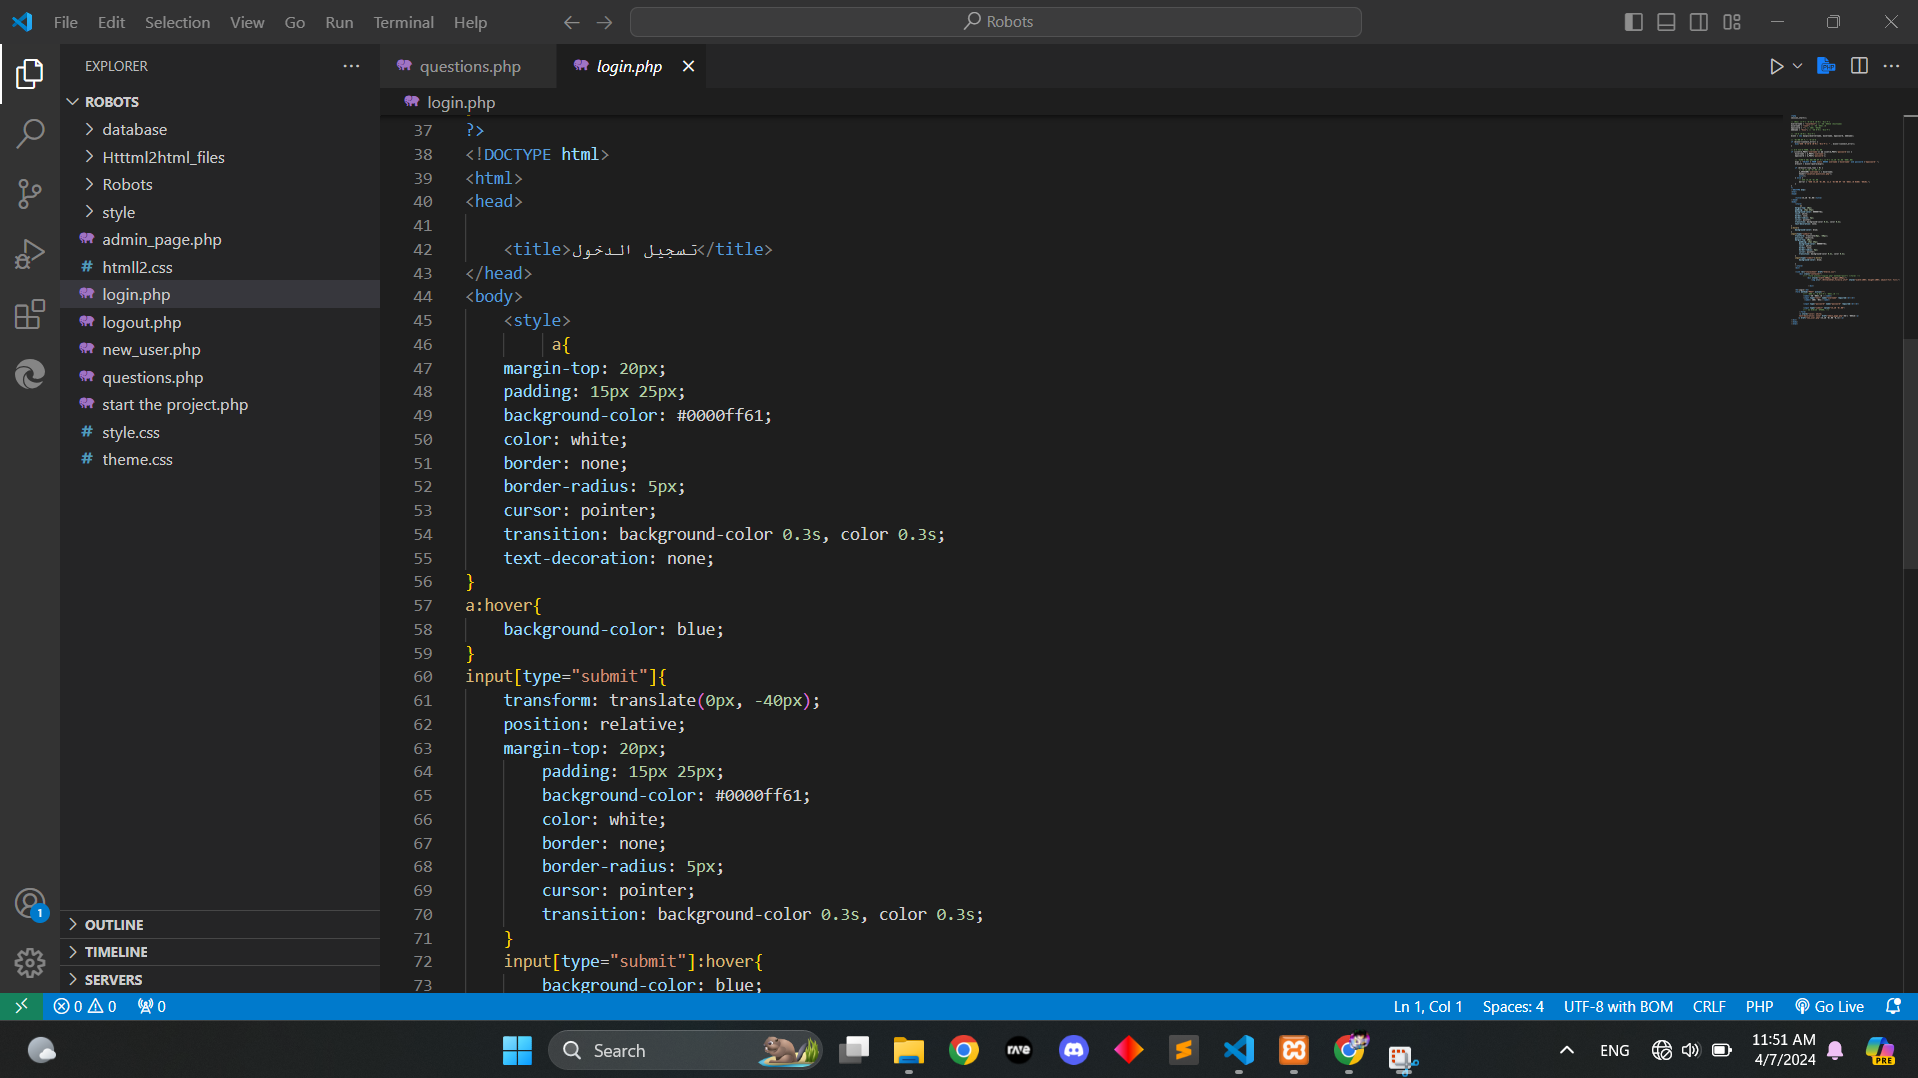 File Edit Selection View Go Run Terminal Help
Robots
EXPLORER
ROBOTS
database
Htttml2html_files
Robots
style
admin_page.php
htmll2.css
login.php
logout.php
new_user.php
questions.php
start the project.php
style.css
theme.css
OUTLINE
TIMELINE
SERVERS
questions.php login.php
login.php
37 ?>
38 <!DOCTYPE html>
39 <html>
40 <head>
41
42 <title>تسجيل الدخول</title>
43 </head>
44 <body>
45 <style>
46 a{
47 margin-top: 20px;
48 padding: 15px 25px;
49 background-color: #0000ff61;
50 color: white;
51 border: none;
52 border-radius: 5px;
53 cursor: pointer;
54 transition: background-color 0.3s, color 0.3s;
55 text-decoration: none;
56 }
57 a:hover{
58 background-color: blue;
59 }
60 input[type="submit"]{
61 transform: translate(0px, -40px);
62 position: relative;
63 margin-top: 20px;
64 padding: 15px 25px;
65 background-color: #0000ff61;
66 color: white;
67 border: none;
68 border-radius: 5px;
69 cursor: pointer;
70 transition: background-color 0.3s, color 0.3s;
71 }
72 input[type="submit"]:hover{
73 background-color: blue;
1
0 0 0 Ln 1, Col 1 Spaces: 4 UTF-8 with BOM CRLF PHP Go Live
Search rave ENG 11:51 AM
4/7/2024 PRE